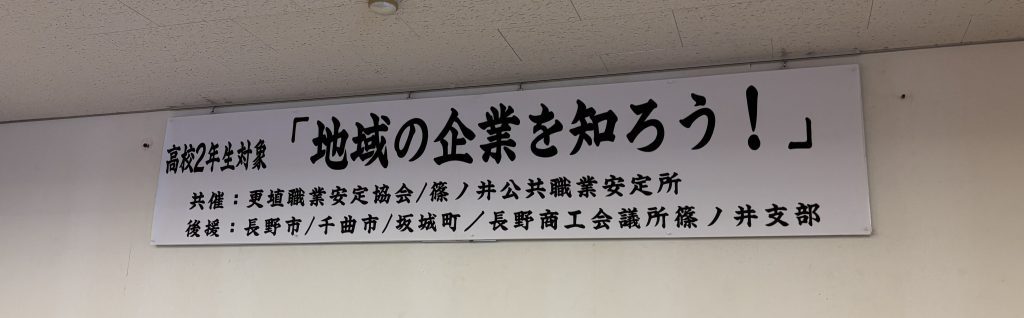 高校2年生対象 「地域の企業を知ろう！」
共催：更埴職業安定協会/篠ノ井公共職業安定所
後援：長野市/千曲市/坂城町／長野商工会議所篠ノ井支部